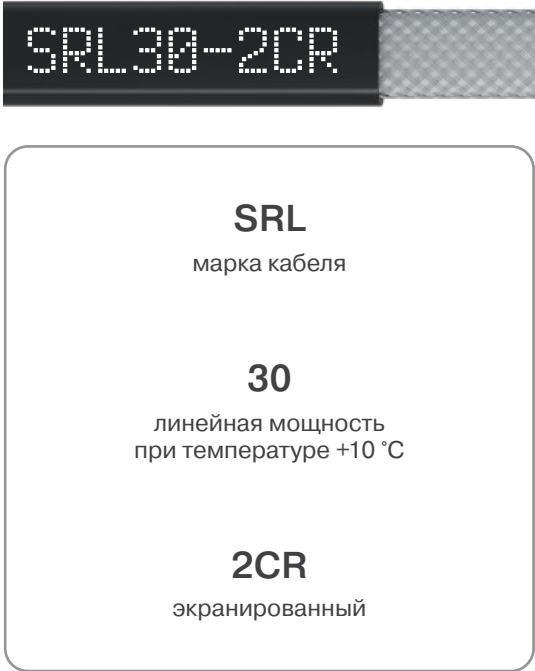 SRL30-2CR
SRL
марка кабеля
30
линейная мощность
при температуре +10 °C
2CR
экранированный